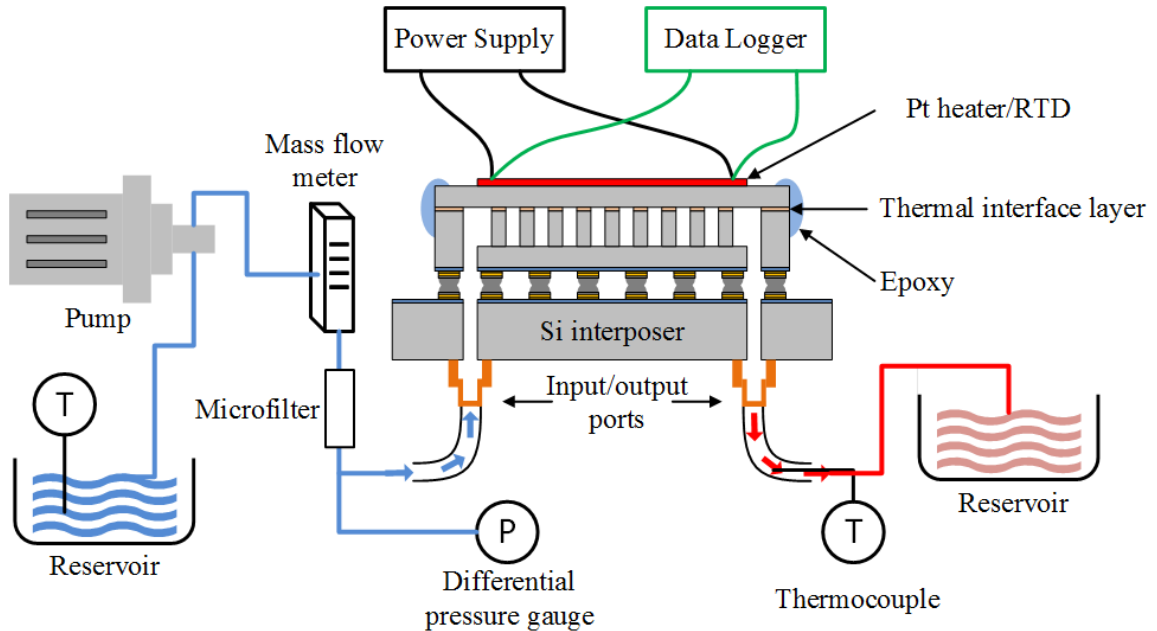 Power Supply
Data Logger
Pt heater/RTD
Mass flow
meter
Thermal interface layer
Epoxy
Pump
Si interposer
T
Microfilter
Input/output
ports
Reservoir
P
T
Reservoir
Differential
pressure gauge
Thermocouple